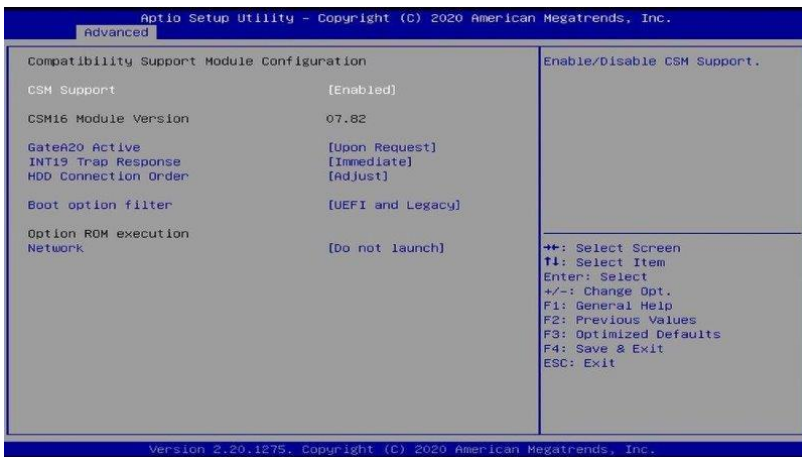 Aptio Setup Utility – Copyright (C) 2020 American Megatrends, Inc.
Advanced
Compatibility Support Module Configuration
Enable/Disable CSM Support.
CSM Support [Enabled]
CSM16 Module Version 07.82
GateA20 Active [Upon Request]
INT19 Trap Response [Immediate]
HDD Connection Order [Adjust]
Boot option filter [UEFI and Legacy]
Option ROM execution
Network [Do not launch]
→←: Select Screen
↑↓: Select Item
Enter: Select
+/-: Change Opt.
F1: General Help
F2: Previous Values
F3: Optimized Defaults
F4: Save & Exit
ESC: Exit
Version 2.20.1275. Copyright (C) 2020 American Megatrends, Inc.